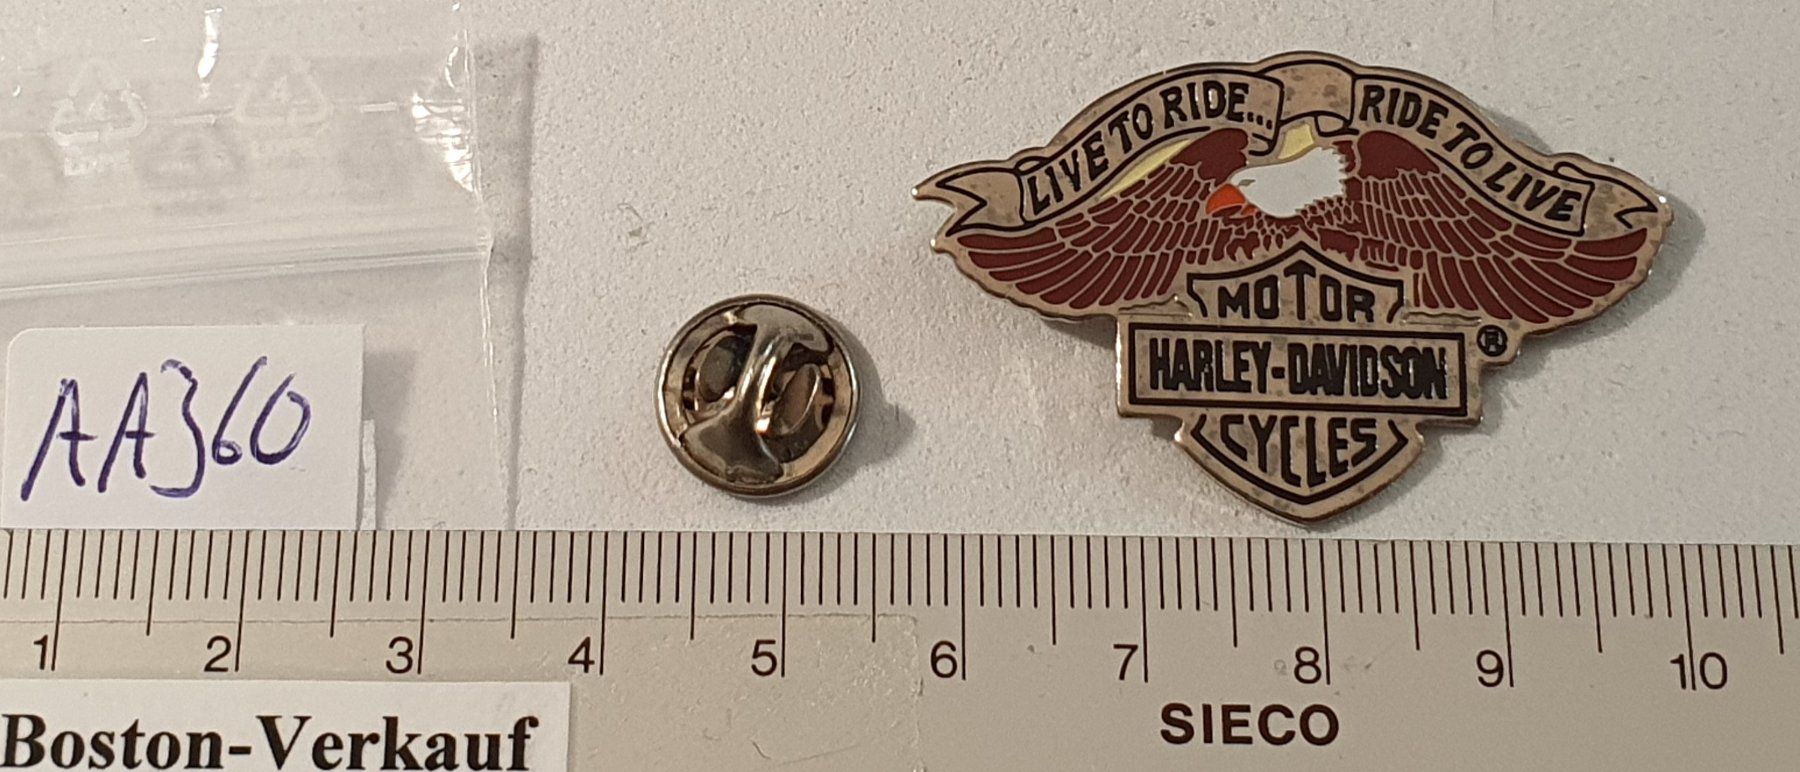 LIVE TO RIDE... RIDE TO LIVE
MOTOR
HARLEY-DAVIDSON ®
CYCLES
AA360
1 2 3 4 5 6 7 8 9 10
SIECO
Boston-Verkauf